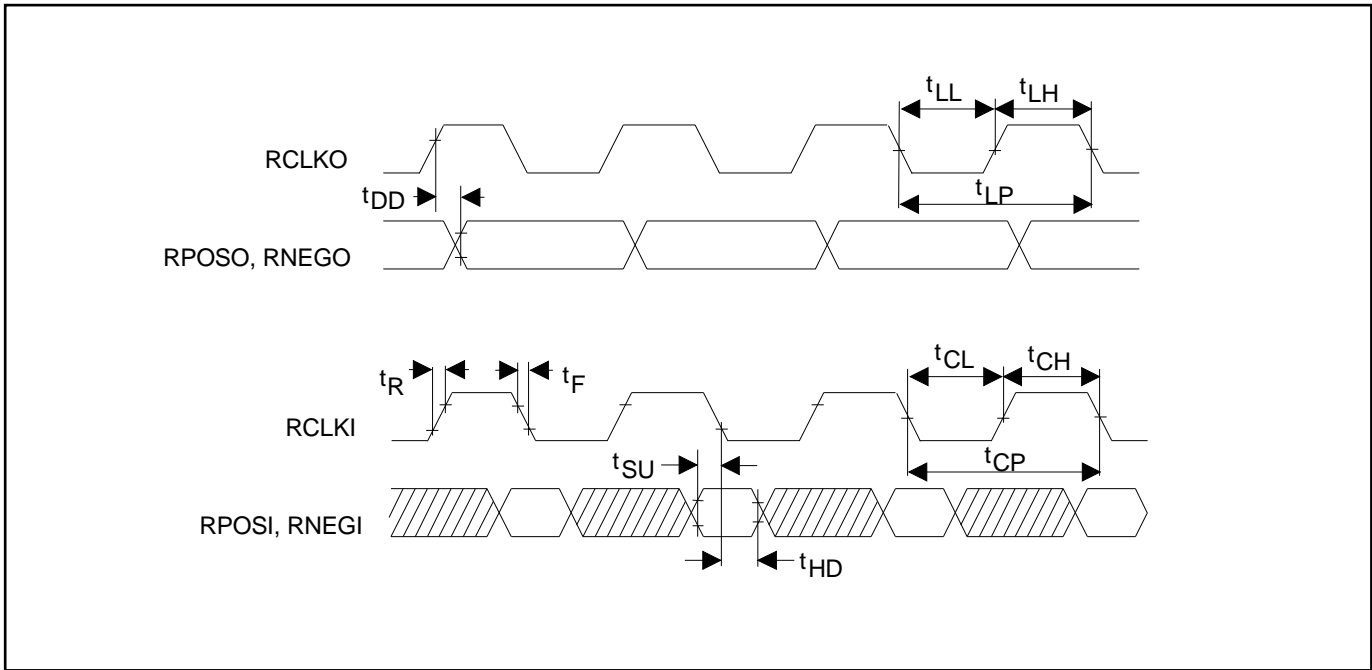 tLL
tLH
RCLKO
tDD
tLP
RPOSO, RNEGO
tCL
tCH
tR
tF
RCLKI
tSU
tCP
RPOSI, RNEGI
tHD